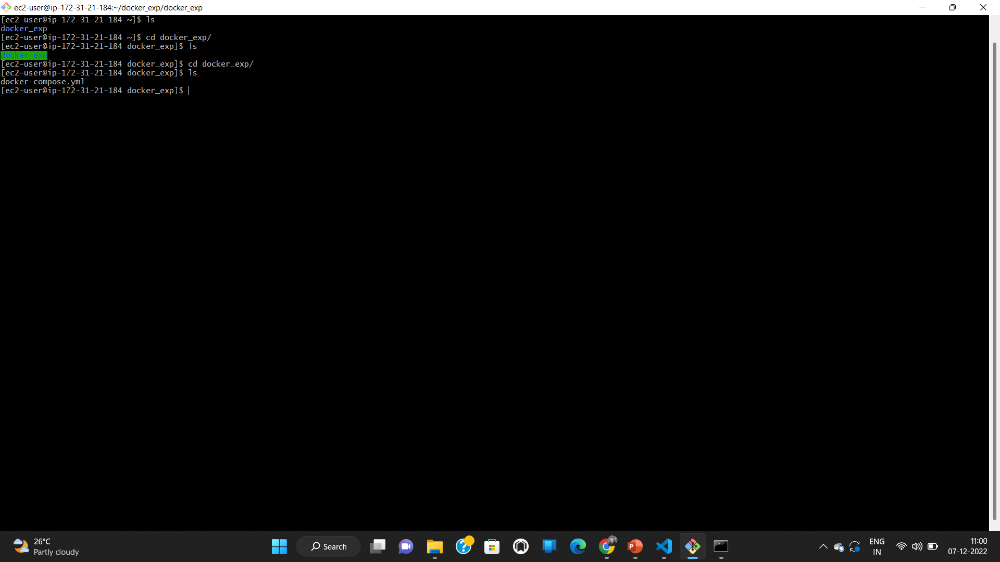 ec2-user@ip-172-31-21-184:~/docker_exp/docker_exp
[ec2-user@ip-172-31-21-184 ~]$ ls
docker_exp
[ec2-user@ip-172-31-21-184 ~]$ cd docker_exp/
[ec2-user@ip-172-31-21-184 docker_exp]$ ls
docker_exp
[ec2-user@ip-172-31-21-184 docker_exp]$ cd docker_exp/
[ec2-user@ip-172-31-21-184 docker_exp]$ ls
docker-compose.yml
[ec2-user@ip-172-31-21-184 docker_exp]$
26°C
Partly cloudy
Search
ENG
IN
11:00
07-12-2022